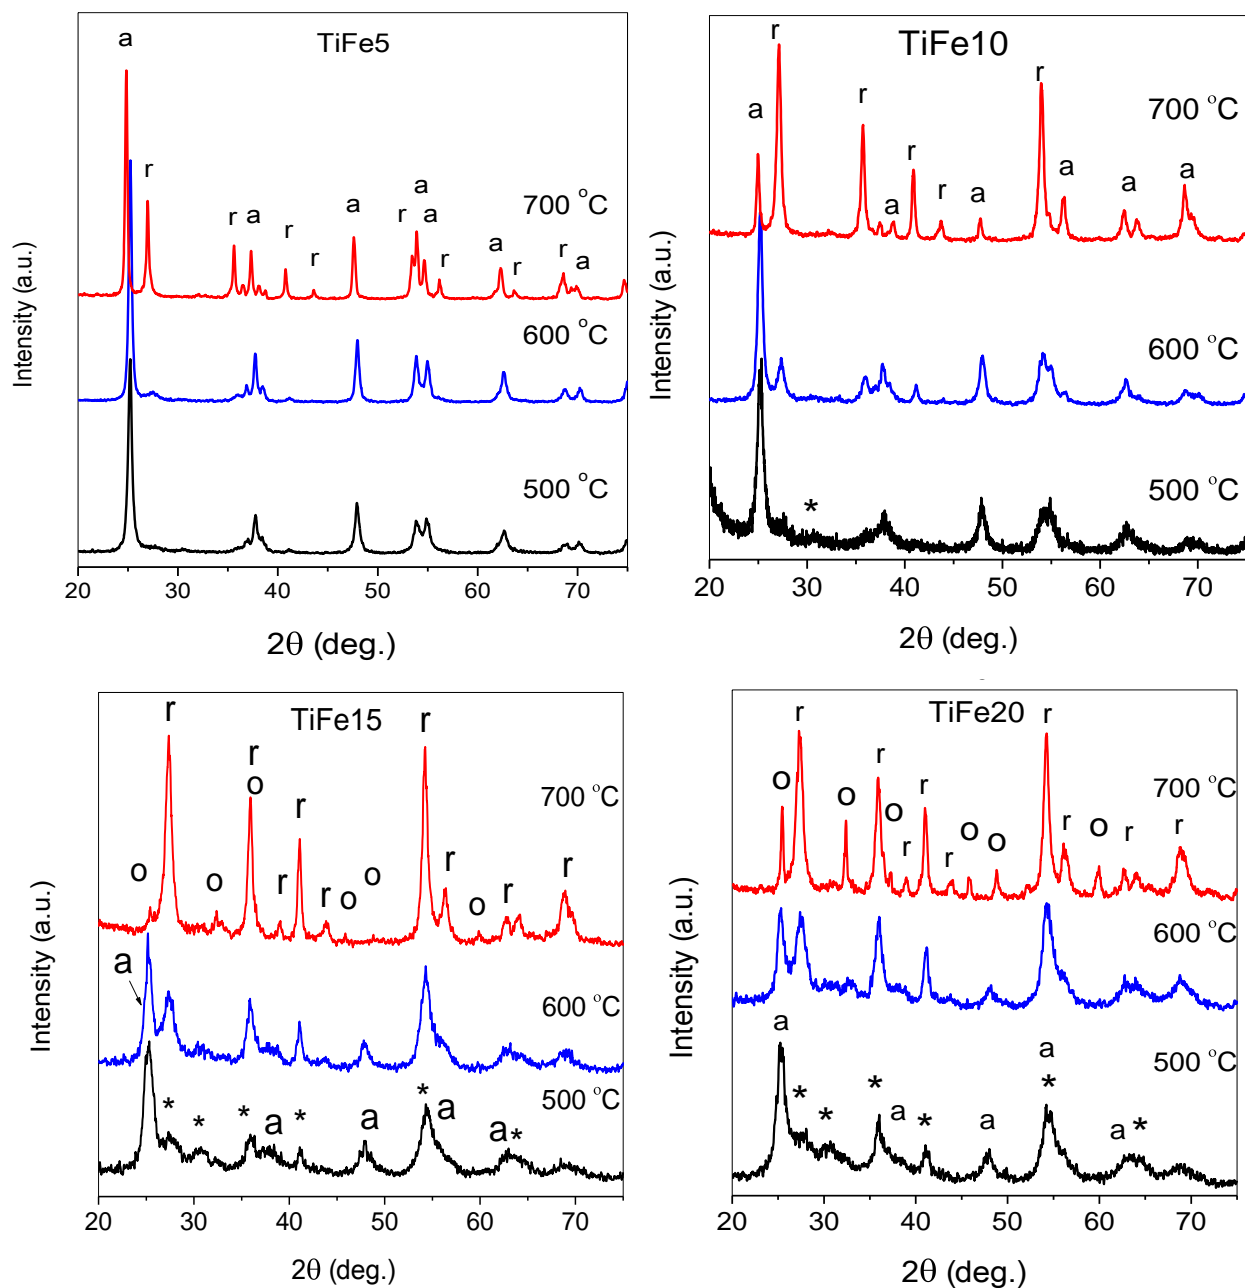 TiFe5
a
r
r
a
r
r
a
r
a
a
r
a
r
r
a
700 °C
600 °C
500 °C
Intensity (a.u.)
20 30 40 50 60 70
2θ (deg.)
TiFe10
a
r
r
a
r
r
a
r
a
a
a
700 °C
600 °C
500 °C
*
Intensity (a.u.)
20 30 40 50 60 70
2θ (deg.)
TiFe15
o
r
o
r
o
r
r
r
o
o
r
r
o
r
r
700 °C
a
600 °C
* * * a * a * a a *
500 °C
Intensity (a.u.)
20 30 40 50 60 70
2θ (deg.)
TiFe20
o
r
o
r
o
r
r
r
o
o
r
r
o
r
r
700 °C
600 °C
500 °C
a * * * a * a a * a *
Intensity (a.u.)
20 30 40 50 60 70
2θ (deg.)